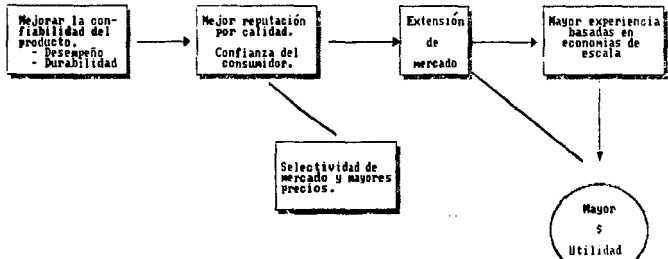 Mejorar la con-
fiabilidad del
producto.
- Desempeño
- Durabilidad
Mejor reputación
por calidad.
Confianza del
consumidor.
Extensión
de
mercado
Mayor experiencia
basadas en
economias de
escala
Selectividad de
mercado y mayores
precios.
Mayor
$
Utilidad